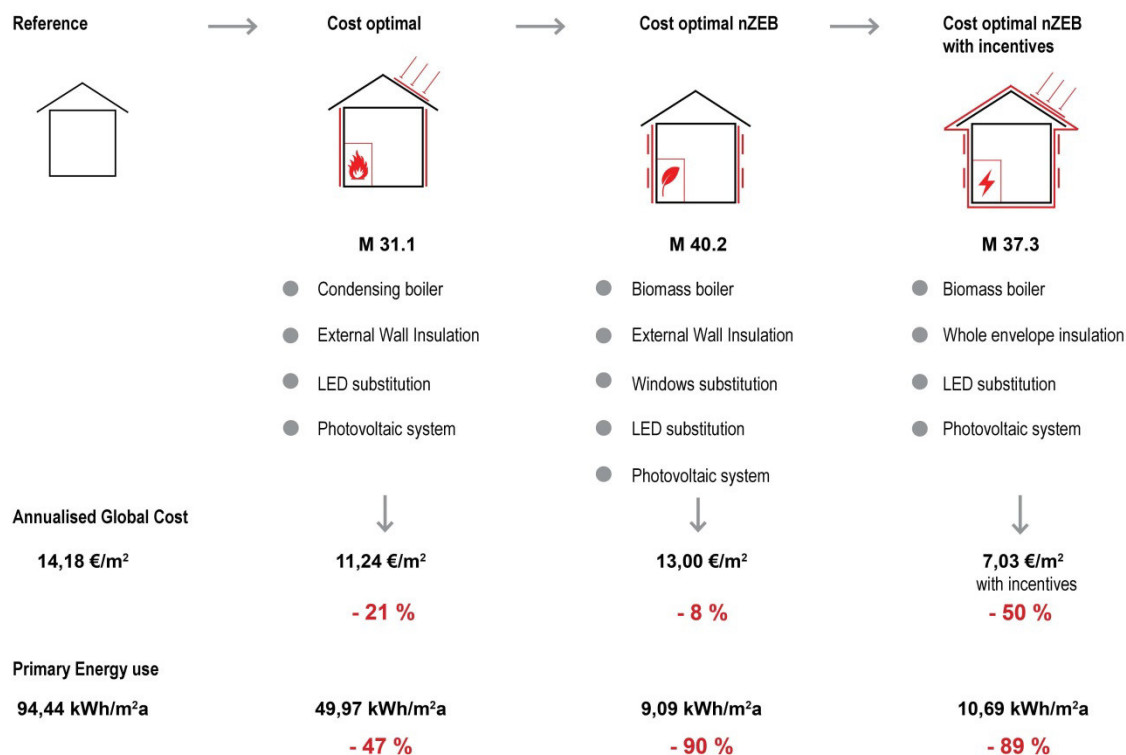 Reference
Cost optimal
Cost optimal nZEB
Cost optimal nZEB
with incentives
M 31.1
M 40.2
M 37.3
Condensing boiler
External Wall Insulation
LED substitution
Photovoltaic system
Biomass boiler
External Wall Insulation
Windows substitution
LED substitution
Photovoltaic system
Biomass boiler
Whole envelope insulation
LED substitution
Photovoltaic system
Annualised Global Cost
14,18 €/m²
11,24 €/m²
13,00 €/m²
7,03 €/m²
with incentives
- 21 %
- 8 %
- 50 %
Primary Energy use
94,44 kWh/m²a
49,97 kWh/m²a
9,09 kWh/m²a
10,69 kWh/m²a
- 47 %
- 90 %
- 89 %